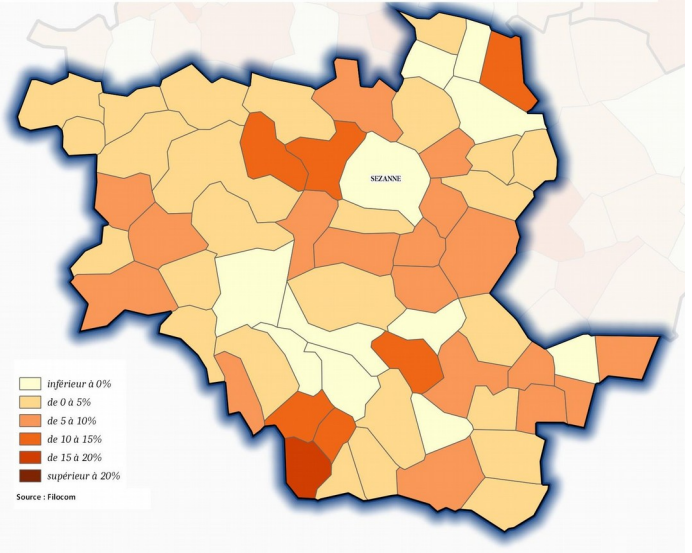 SEZANNE
inférieur à 0%
de 0 à 5%
de 5 à 10%
de 10 à 15%
de 15 à 20%
supérieur à 20%
Source : Filocom